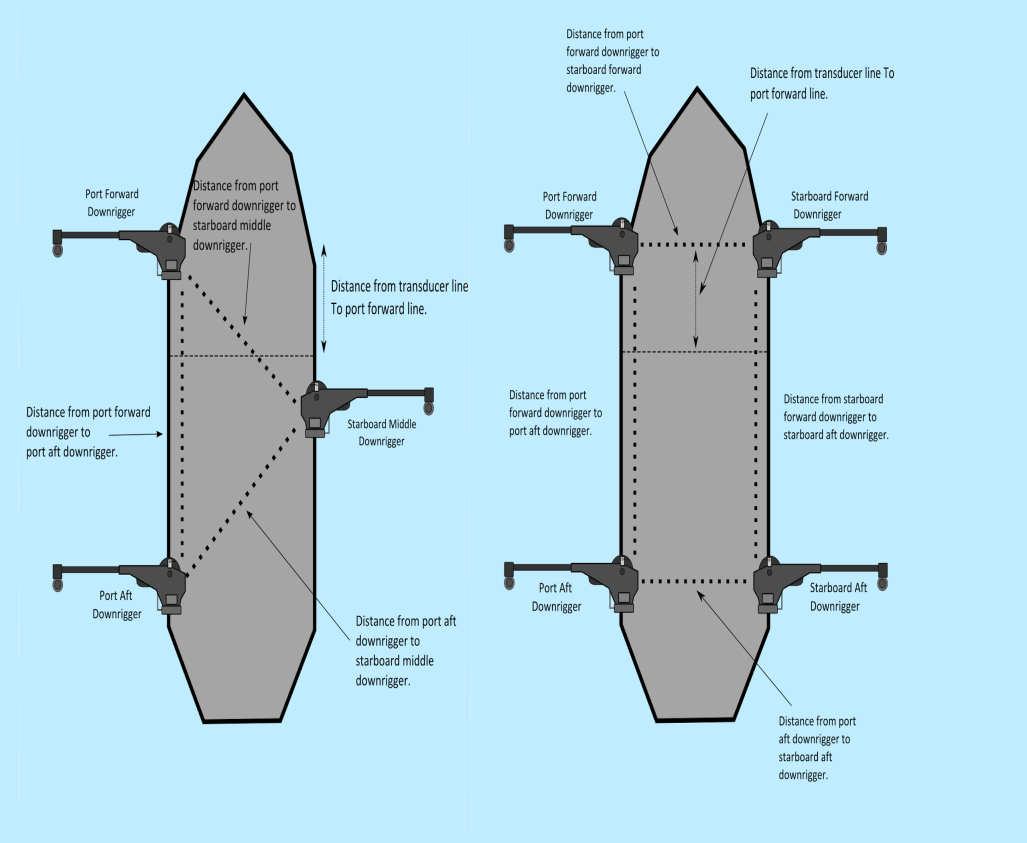 Port Forward
Downrigger
Distance from port
forward downrigger to
starboard middle
downrigger.
Distance from transducer line
To port forward line.
Distance from port forward
downrigger to
port aft downrigger.
Starboard Middle
Downrigger
Port Aft
Downrigger
Distance from port aft
downrigger to
starboard middle
downrigger.
Distance from port
forward downrigger to
starboard forward
downrigger.
Distance from transducer line To
port forward line.
Port Forward
Downrigger
Starboard Forward
Downrigger
Distance from port
forward downrigger to
port aft downrigger.
Distance from starboard
forward downrigger to
starboard aft downrigger.
Port Aft
Downrigger
Starboard Aft
Downrigger
Distance from port
aft downrigger to
starboard aft
downrigger.